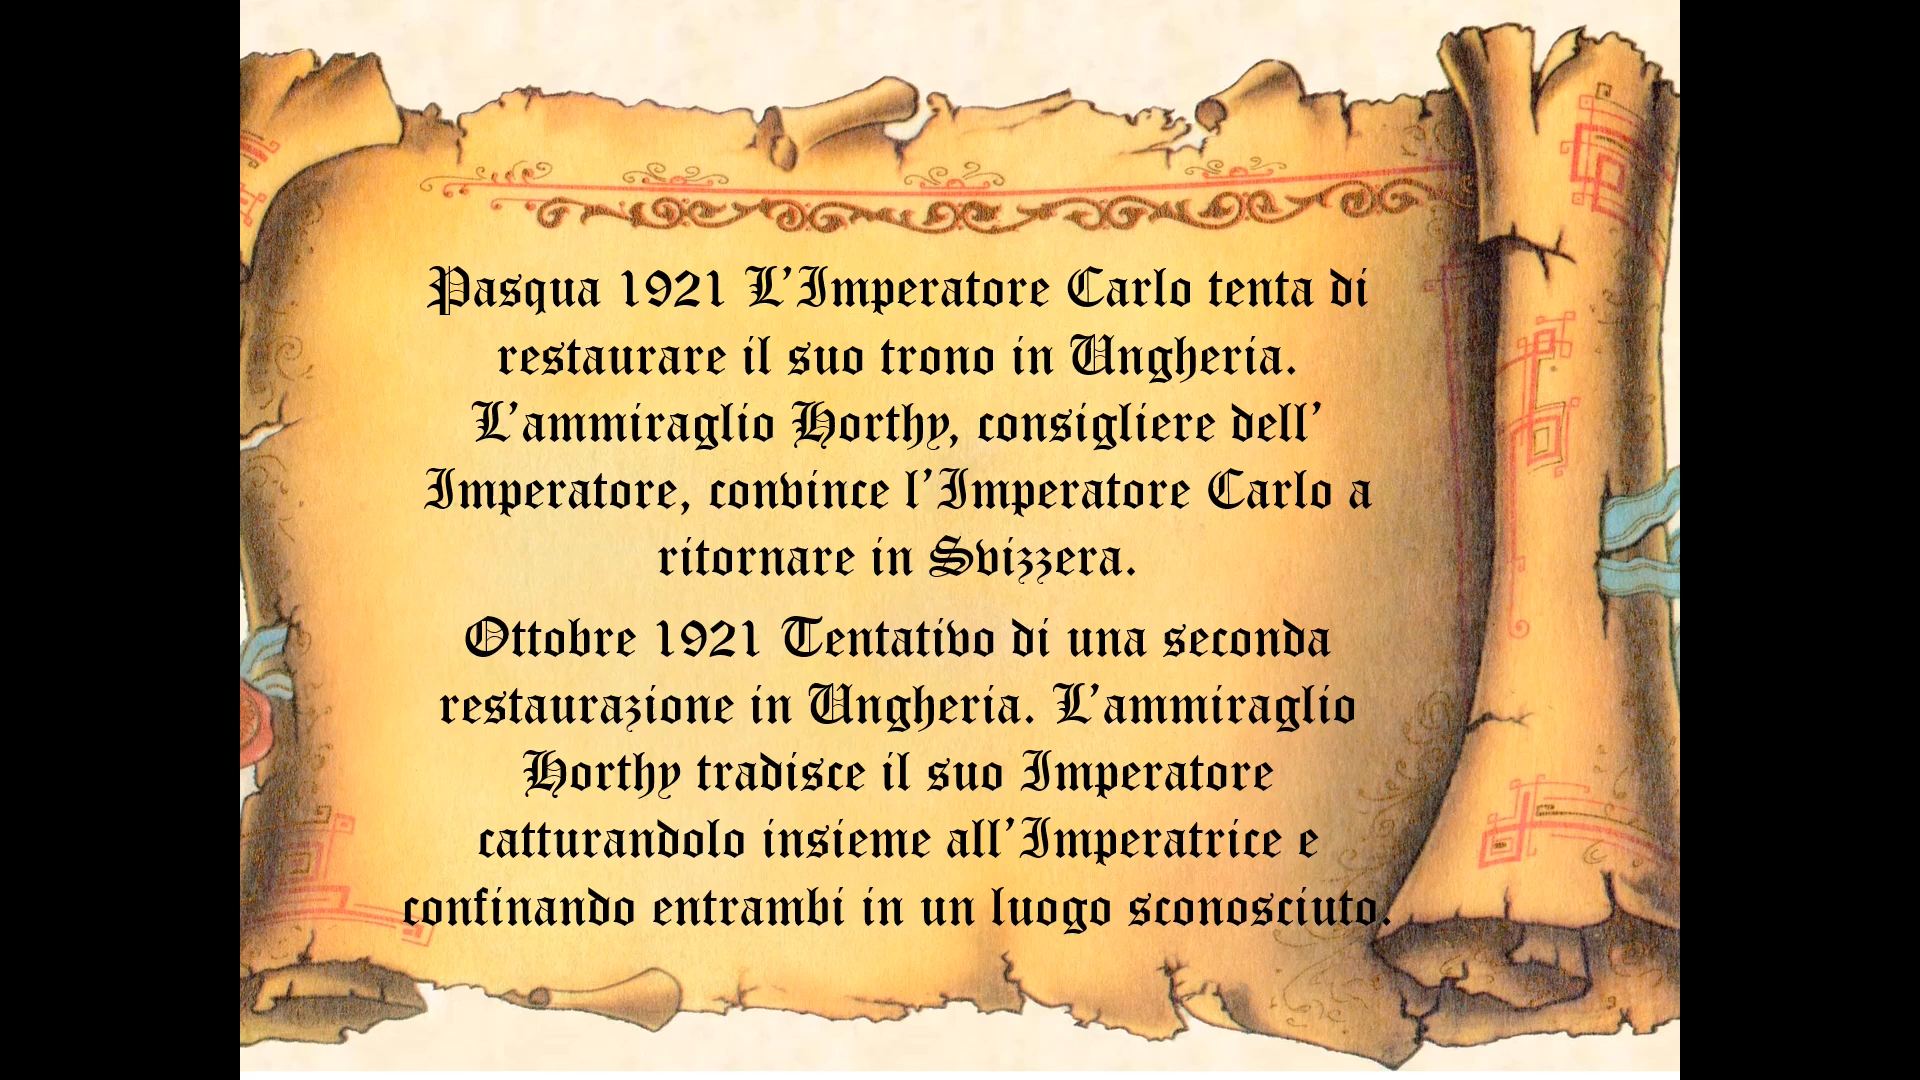 Pasqua 1921 L'Imperatore Carlo tenta di
restaurare il suo trono in Ungheria.
L'ammiraglio Horthy, consigliere dell'
Imperatore, convince l'Imperatore Carlo a
ritornare in Svizzera.
Ottobre 1921 Tentativo di una seconda
restaurazione in Ungheria. L'ammiraglio
Horthy tradisce il suo Imperatore
catturandolo insieme all'Imperatrice e
confinando entrambi in un luogo sconosciuto.